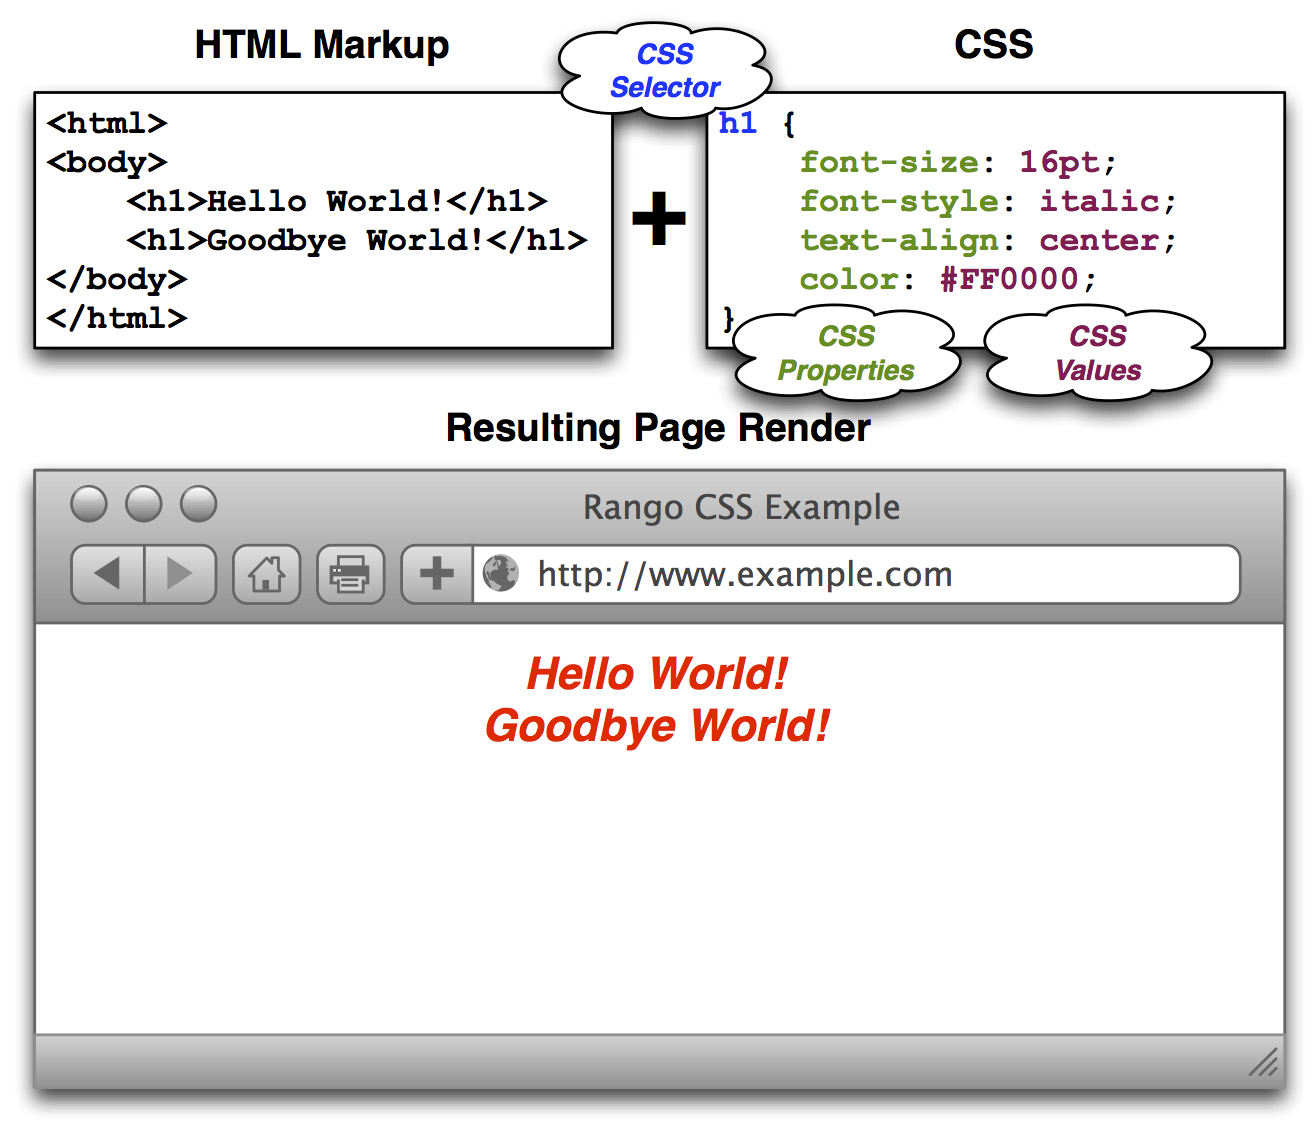 HTML Markup
CSS
Selector
CSS
<html>
<body>
<h1>Hello World!</h1>
<h1>Goodbye World!</h1>
</body>
</html>
+
h1 {
font-size: 16pt;
font-style: italic;
text-align: center;
color: #FF0000;
}
CSS
Properties
CSS
Values
Resulting Page Render
Rango CSS Example
http://www.example.com
Hello World!
Goodbye World!